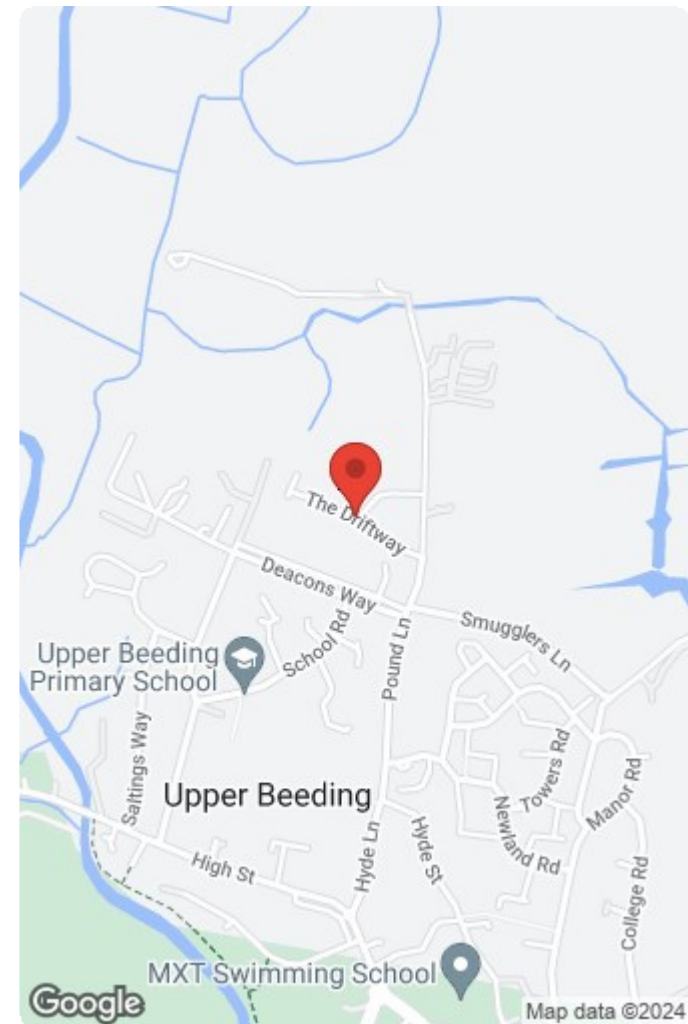 The Driftway
Deacons Way
Smugglers Ln
School Rd
Pound Ln
Upper Beeding
Primary School
Saltings Way
Towers Rd
Manor Rd
Upper Beeding
Newland Rd
Hyde Ln
Hyde St
High St
College Rd
MXT Swimming School
Google
Map data ©2024